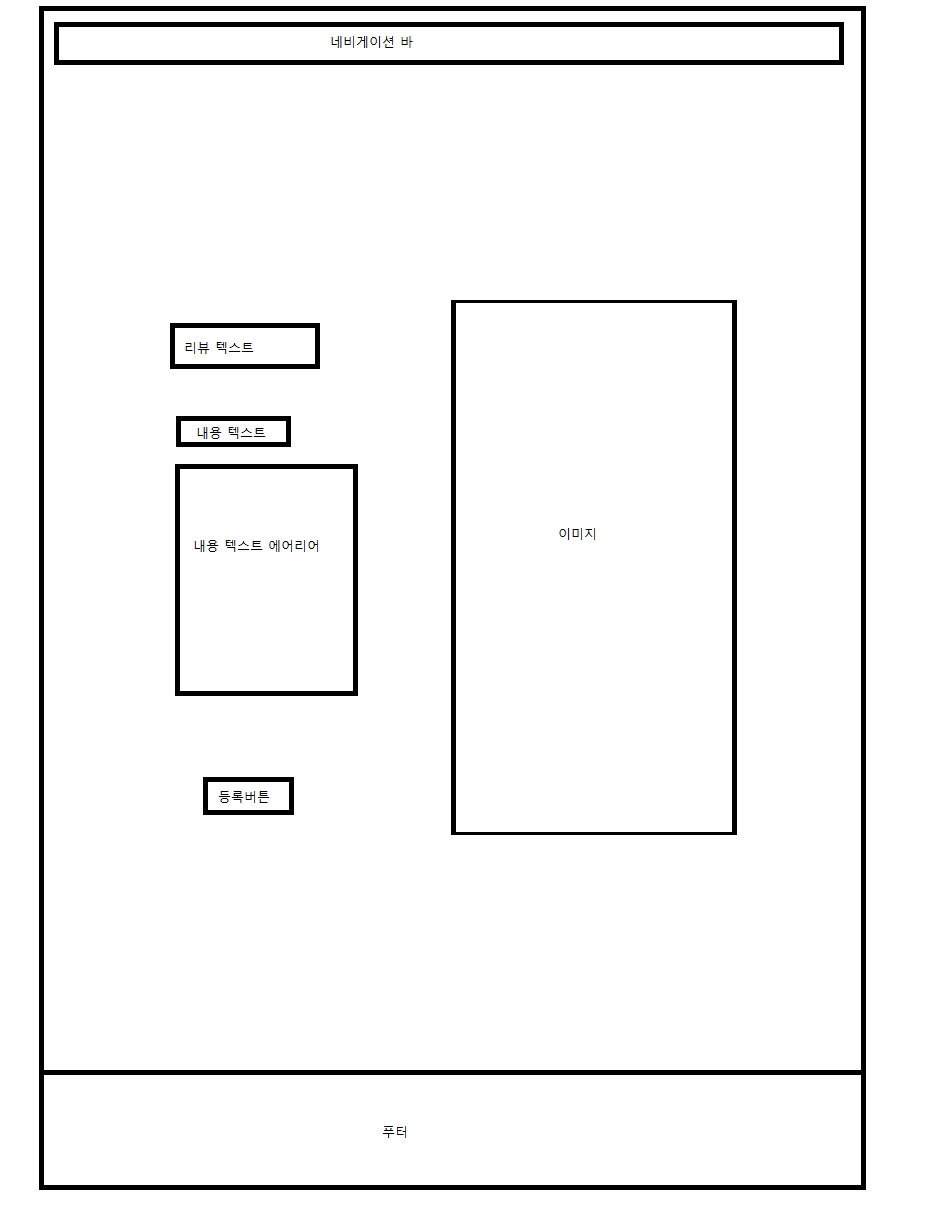 네비게이션 바
리뷰 텍스트
내용 텍스트
내용 텍스트 에어리어
이미지
등록버튼
푸터